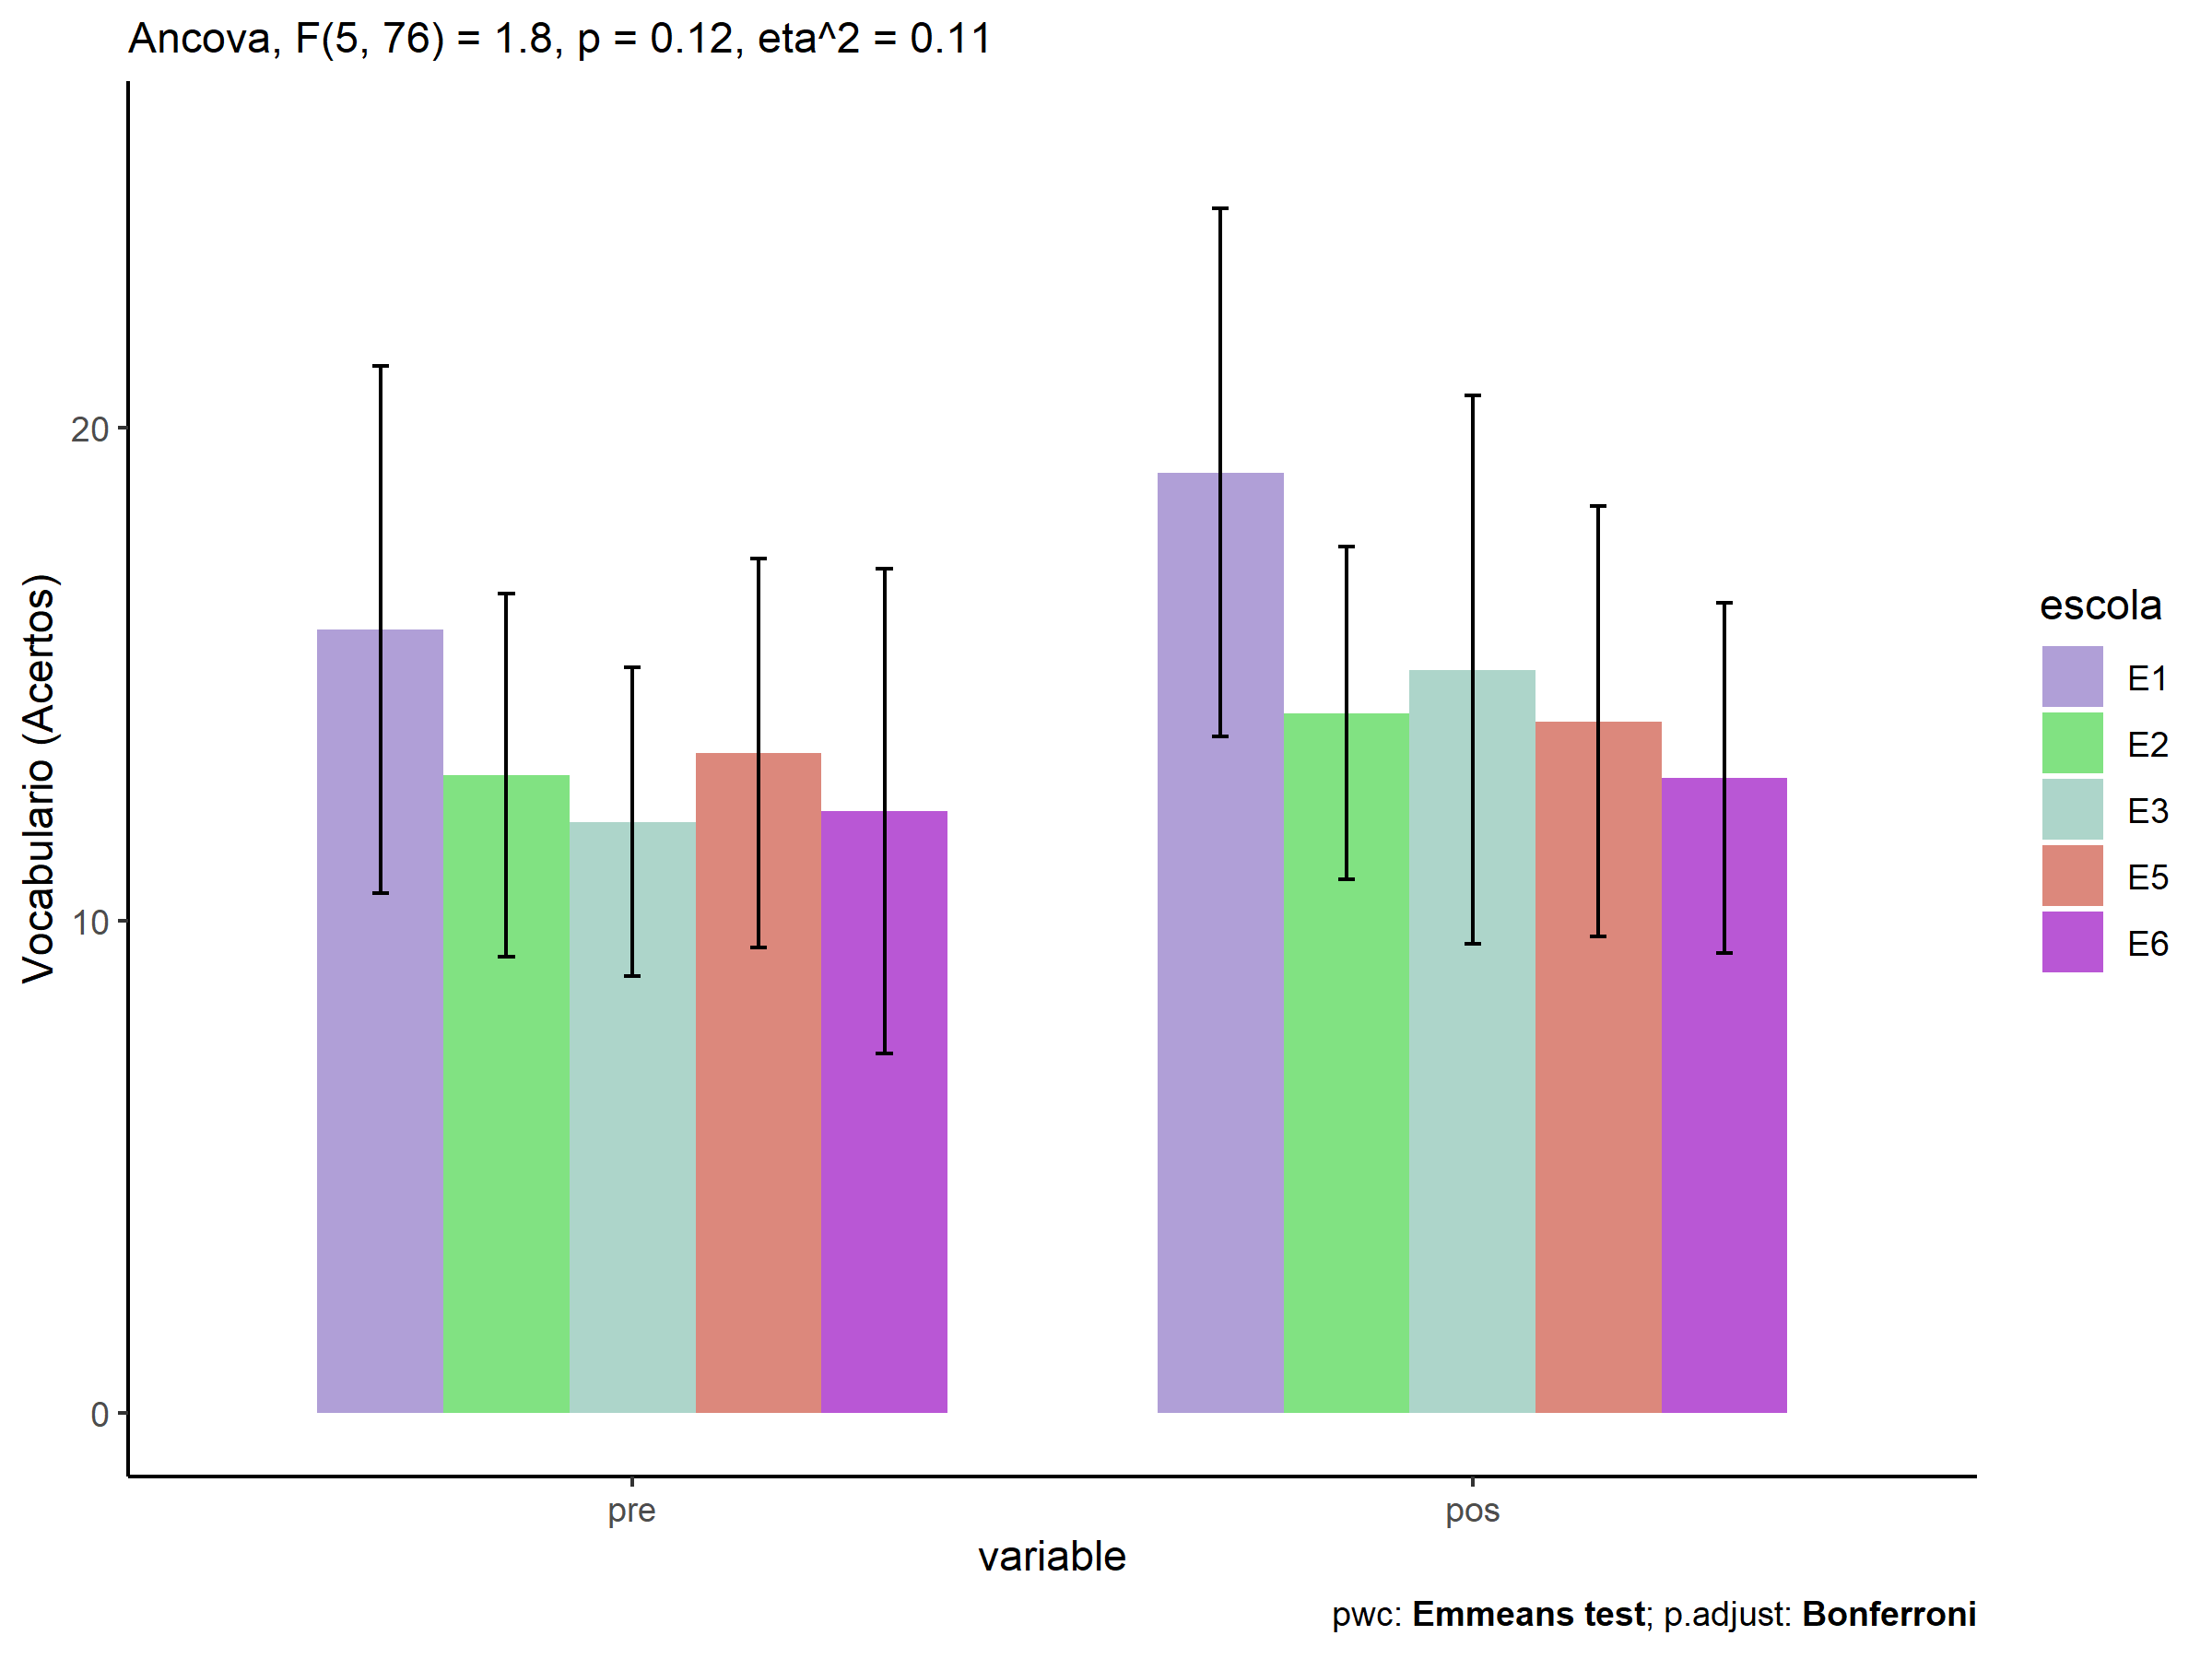 Ancova, F(5, 76) = 1.8, p = 0.12, eta^2 = 0.11
Vocabulario (Acertos)
20
10
0
pre
pos
variable
escola
E1
E2
E3
E5
E6
pwc: Emmeans test; p.adjust: Bonferroni